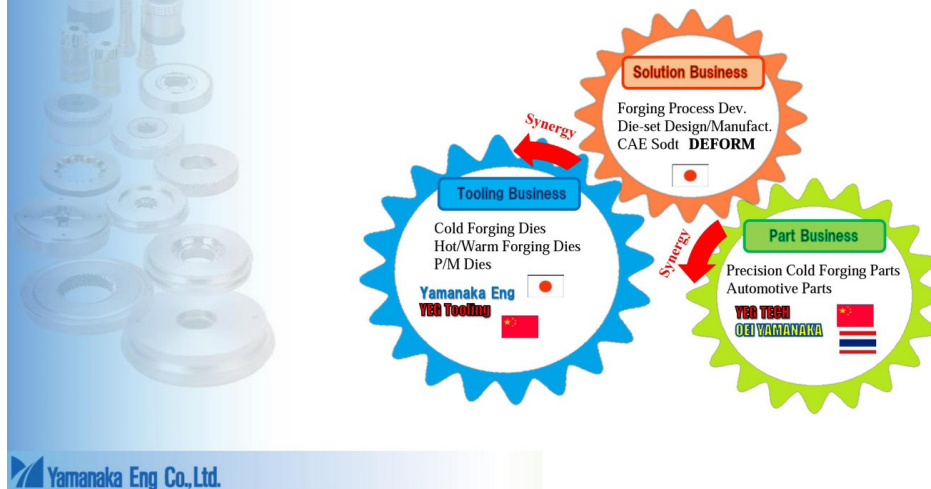 Solution Business
Forging Process Dev.
Die-set Design/Manufact.
CAE Sodt DEFORM
Synergy
Tooling Business
Cold Forging Dies
Hot/Warm Forging Dies
P/M Dies
Yamanaka Eng
YEG Tooling
Synergy
Part Business
Precision Cold Forging Parts
Automotive Parts
YEG TECH
OEI YAMANAKA
Yamanaka Eng Co., Ltd.